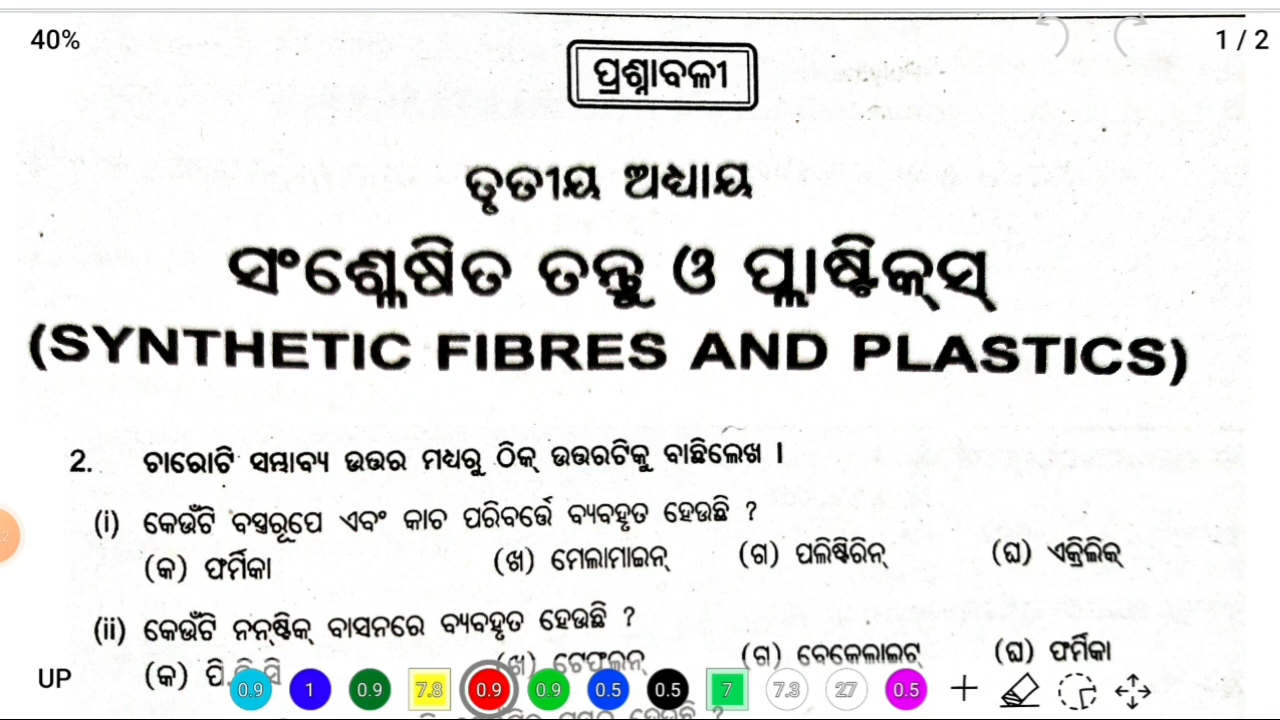 40%
1 / 2
ପ୍ରଶ୍ନାବଳୀ
ତୃତୀୟ ଅଧ୍ୟାୟ
ସଂଶ୍ଳେଷିତ ତନ୍ତୁ ଓ ପ୍ଲାଷ୍ଟିକ୍ସ୍
(SYNTHETIC FIBRES AND PLASTICS)
2. ଚାରୋଟି ସମ୍ଭାବ୍ୟ ଉତ୍ତର ମଧ୍ୟରୁ ଠିକ୍ ଉତ୍ତରଟିକୁ ବାଛିଲେଖ ।
(i) କେଉଁଟି ବସ୍ତ୍ରରୂପେ ଏବଂ କାଚ ପରିବର୍ତ୍ତେ ବ୍ୟବହୃତ ହେଉଛି ?
(କ) ଫର୍ମିକା (ଖ) ମେଲାମାଇନ୍ (ଗ) ପଲିଷ୍ଟିରିନ୍ (ଘ) ଏକ୍ରିଲିକ୍
(ii) କେଉଁଟି ନନ୍‌ଷ୍ଟିକ୍ ବାସନରେ ବ୍ୟବହୃତ ହେଉଛି ?
(କ) ପି.ଭି.ସି (ଖ) ଟେଫଲନ୍ (ଗ) ବେକେଲାଇଟ୍ (ଘ) ଫର୍ମିକା
UP 0.9 1 0.9 7.8 0.9 0.9 0.5 0.5 7 7.3 27 0.5
ହେଉଛି ?